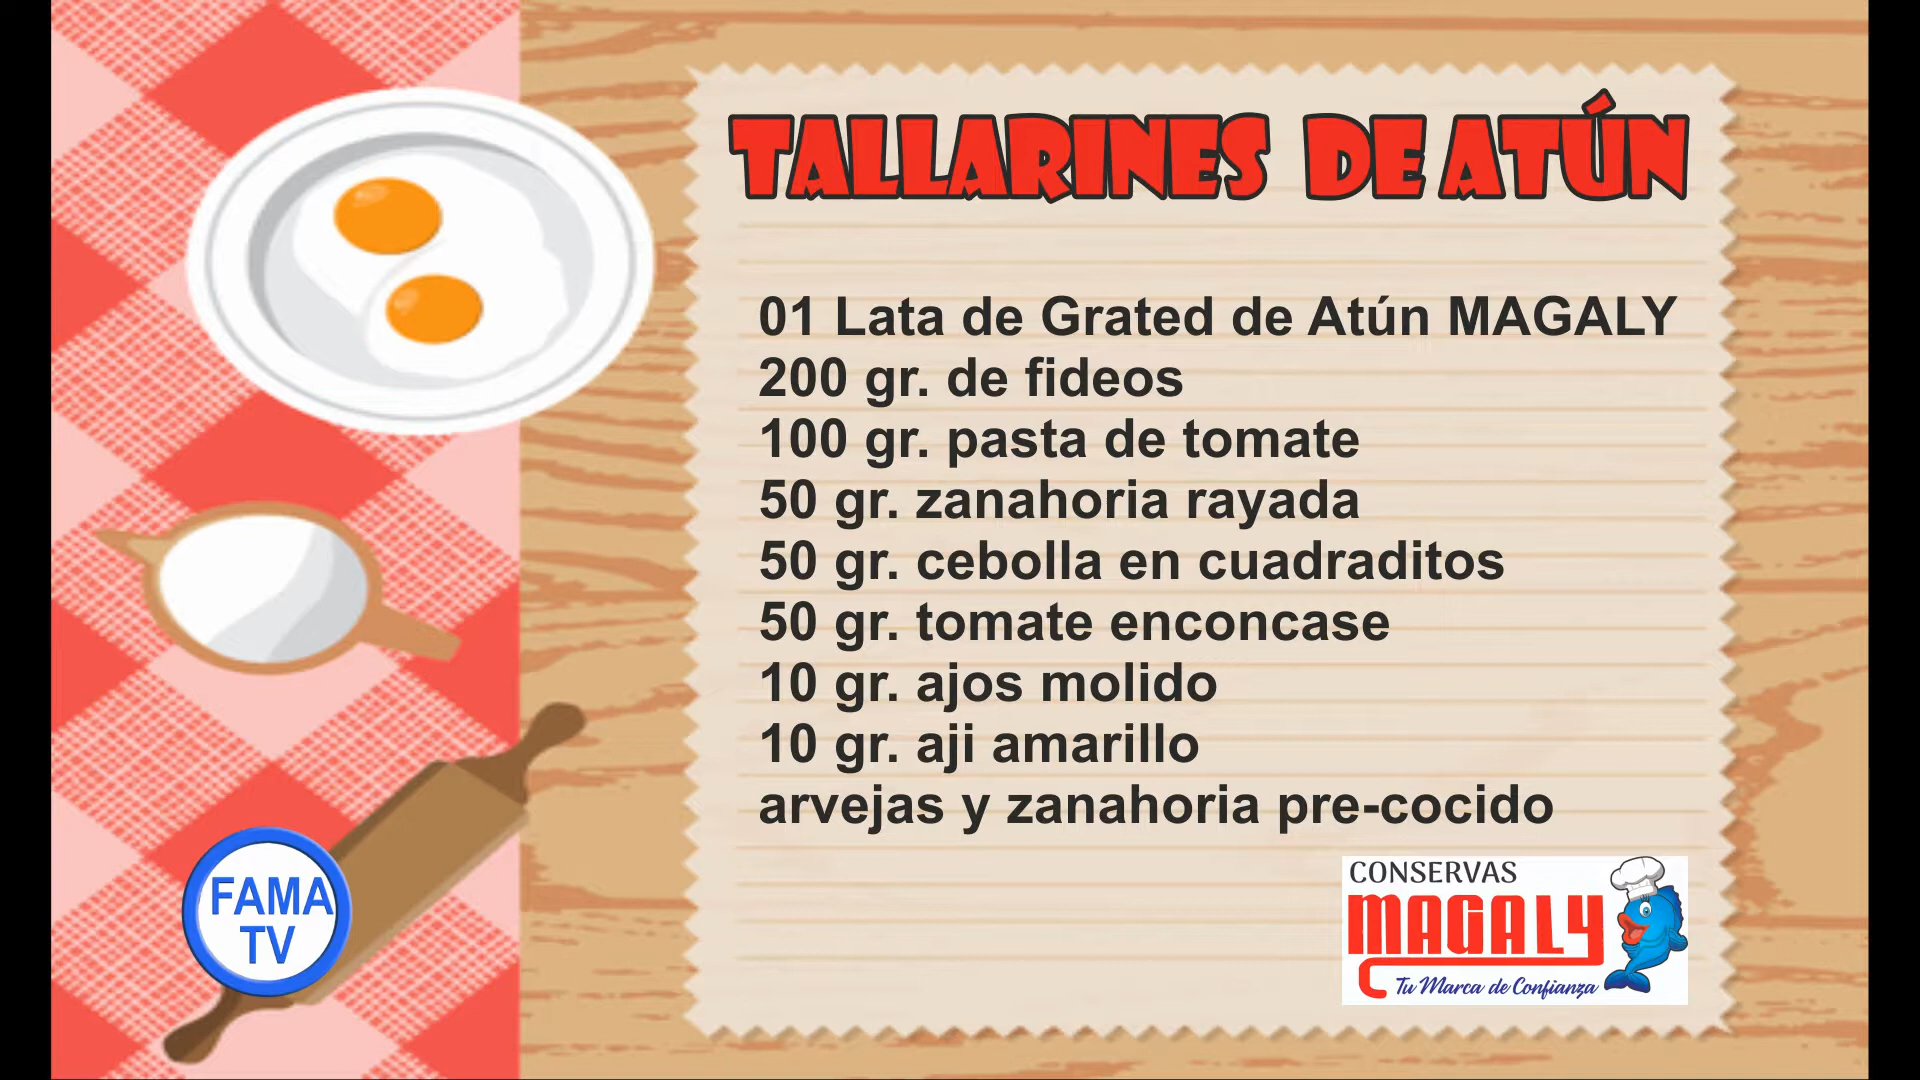 TALLARINES DE ATÚN
01 Lata de Grated de Atún MAGALY
200 gr. de fideos
100 gr. pasta de tomate
50 gr. zanahoria rayada
50 gr. cebolla en cuadraditos
50 gr. tomate enconcase
10 gr. ajos molido
10 gr. aji amarillo
arvejas y zanahoria pre-cocido
FAMA
TV
CONSERVAS
MAGALY
Tu Marca de Confianza